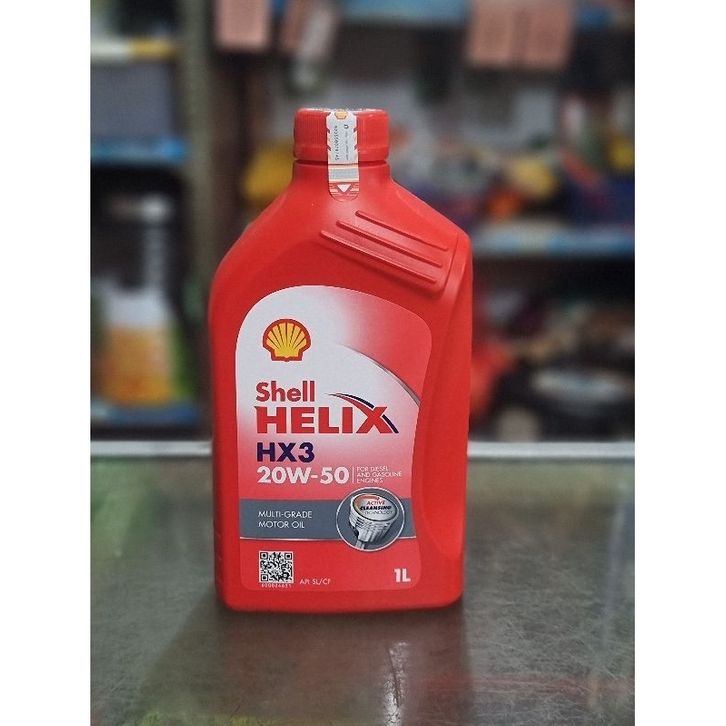 Shell
HELIX
HX3
20W-50
FOR DIESEL
AND GASOLINE
ENGINES
MULTI-GRADE
MOTOR OIL
ACTIVE
CLEANSING
TECHNOLOGY
API SL/CF
1L